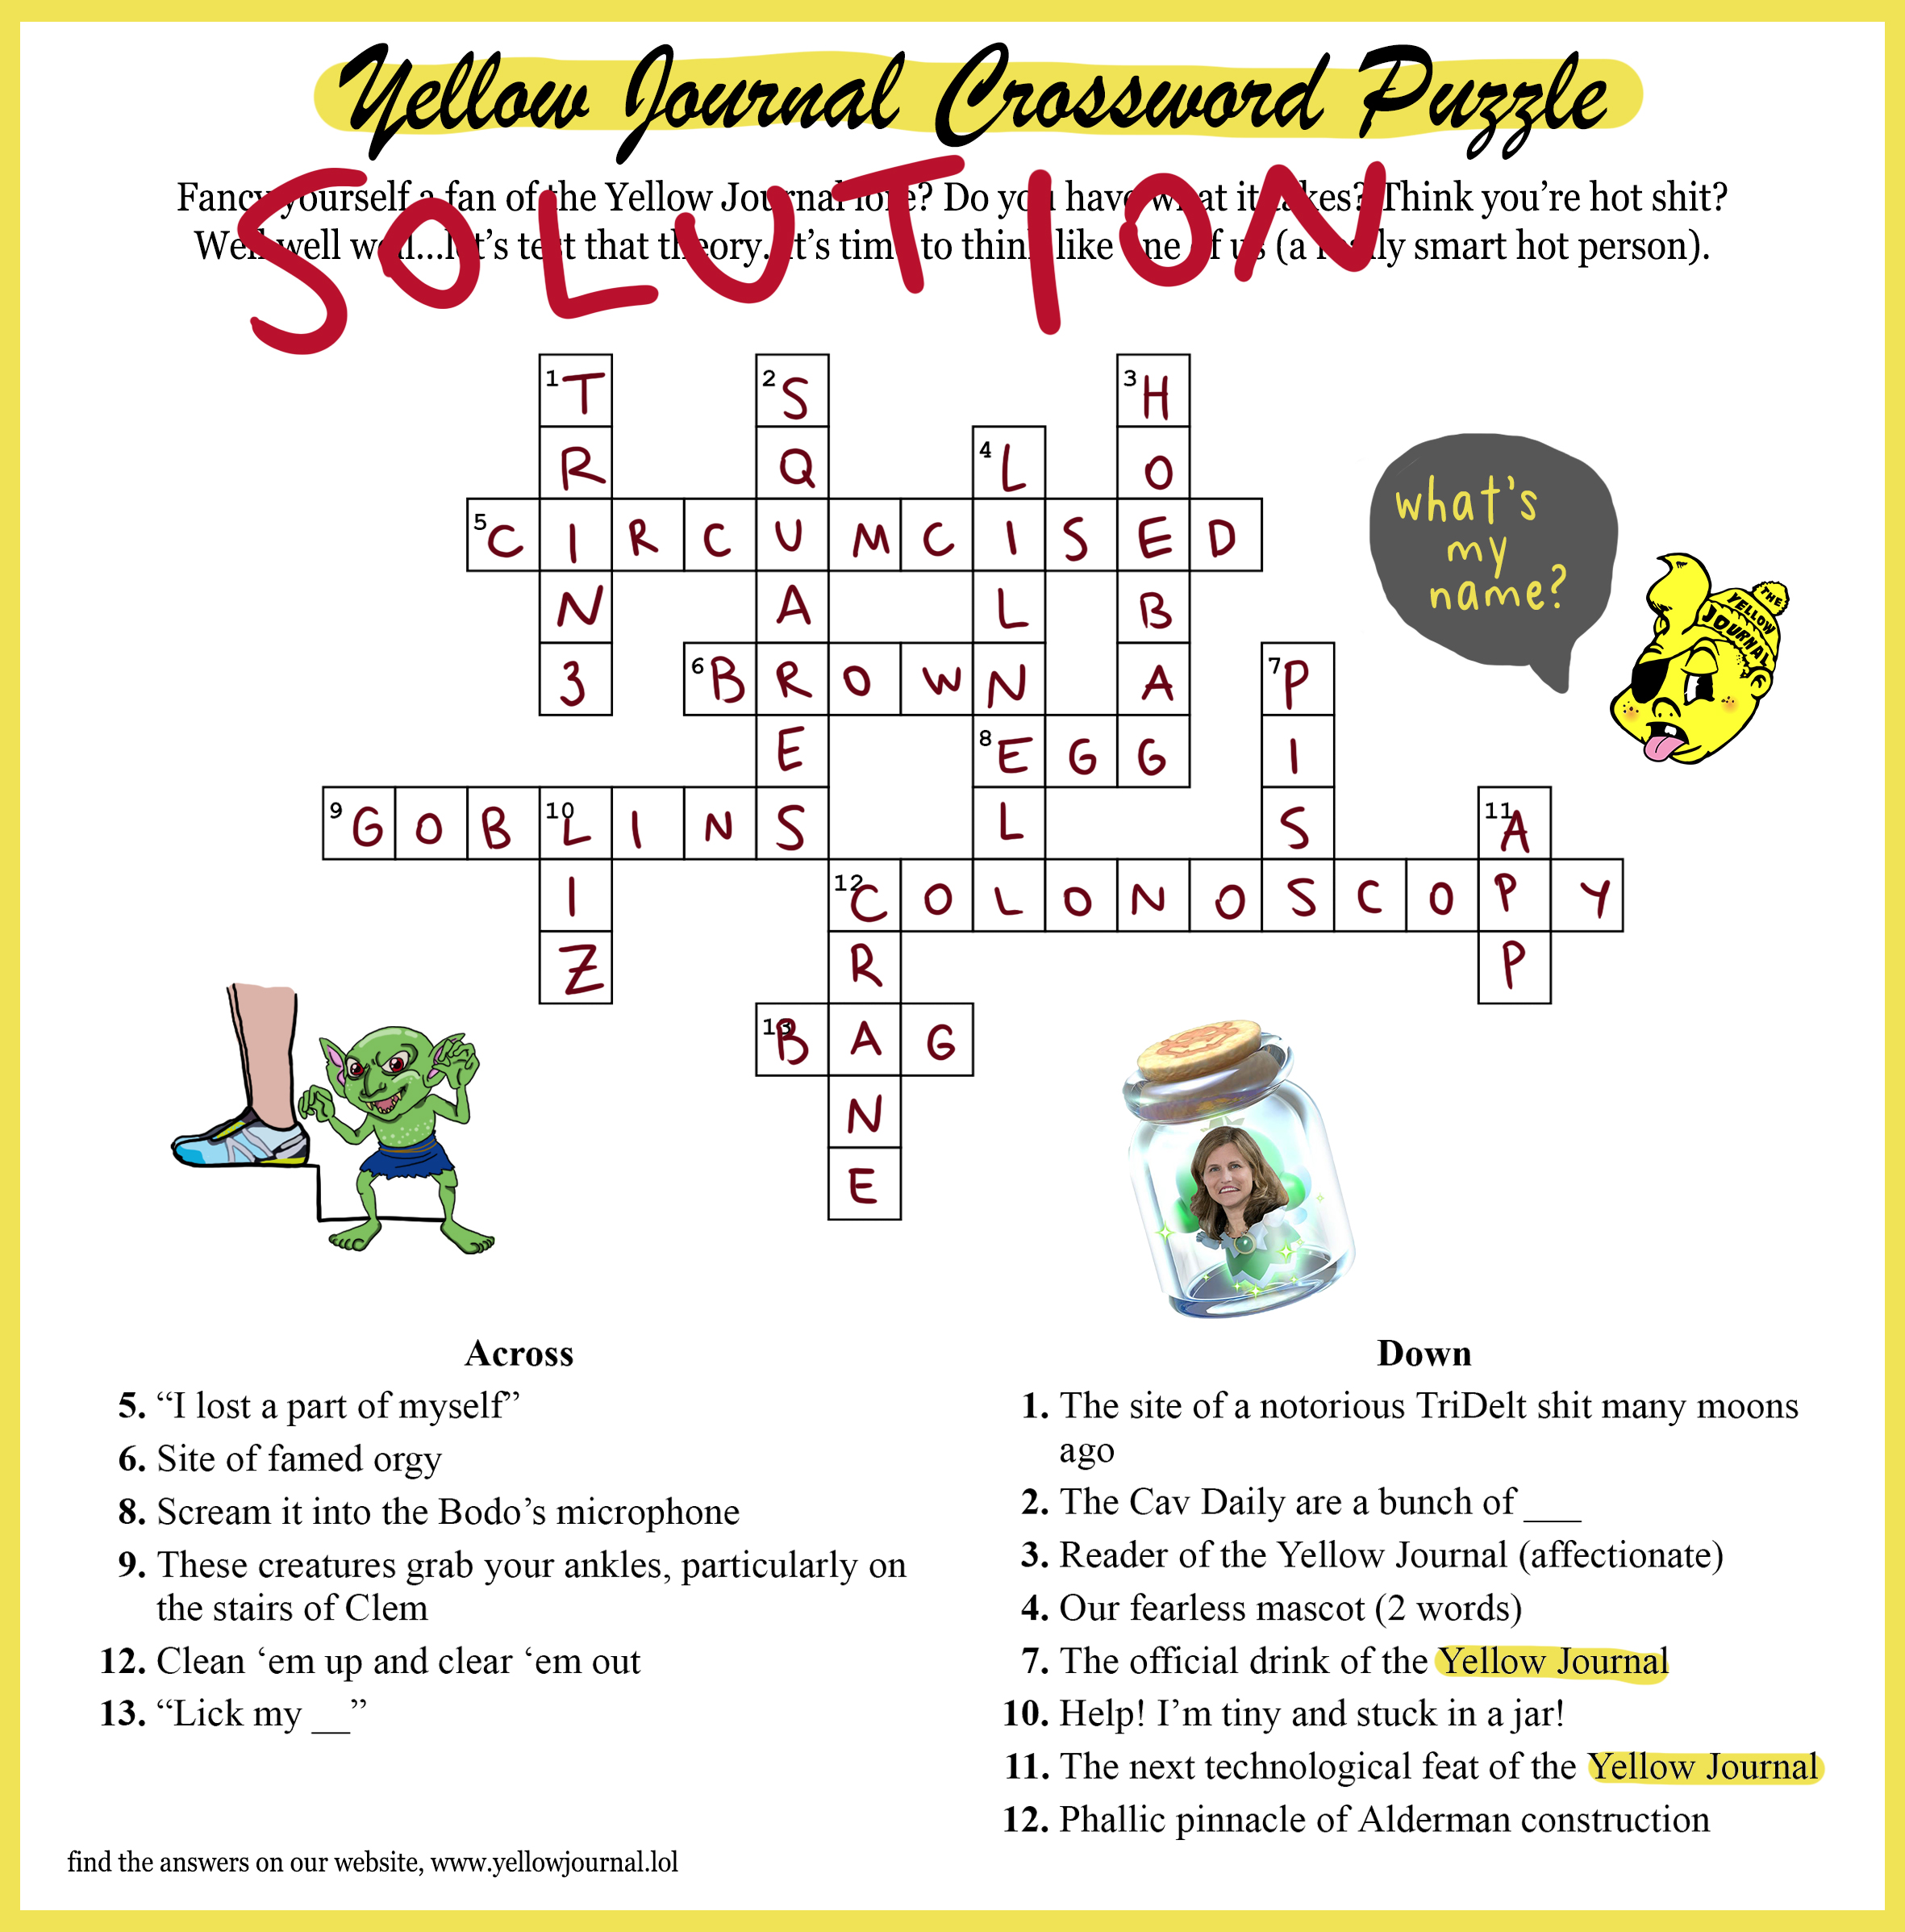 Yellow Journal Crossword Puzzle
SOLUTION
Fancy yourself a fan of the Yellow Journal lore? Do you have what it takes? Think you’re hot shit?
Well well well...let’s test that theory. It’s time to think like one of us (a really smart hot person).
1 T 2 S 3 H
R Q 4 L O
5 C I R C U M C I S E D
N A L B
3 6 B R O W N A 7 P
E 8 E G G I
9 G O B 10 L I N S L S 11 A
I 12 C O L O N O S C O P Y
Z R P
13 B A G
N
E
what's
my
name?
THE
YELLOW
JOURNAL
Across
5. “I lost a part of myself”
6. Site of famed orgy
8. Scream it into the Bodo’s microphone
9. These creatures grab your ankles, particularly on
the stairs of Clem
12. Clean ‘em up and clear ‘em out
13. “Lick my __”
Down
1. The site of a notorious TriDelt shit many moons
ago
2. The Cav Daily are a bunch of ___
3. Reader of the Yellow Journal (affectionate)
4. Our fearless mascot (2 words)
7. The official drink of the Yellow Journal
10. Help! I’m tiny and stuck in a jar!
11. The next technological feat of the Yellow Journal
12. Phallic pinnacle of Alderman construction
find the answers on our website, www.yellowjournal.lol